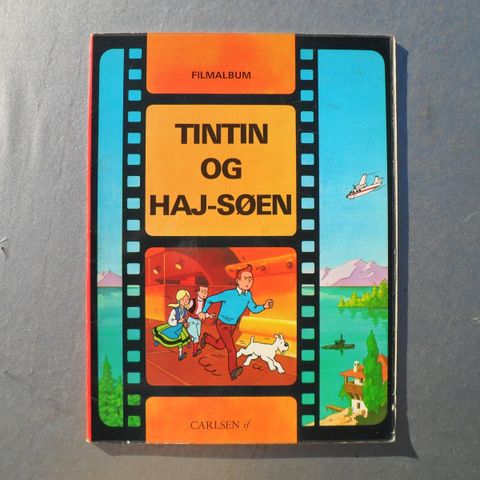 FILMALBUM
TINTIN
OG
HAJ-SØEN
CARLSEN if